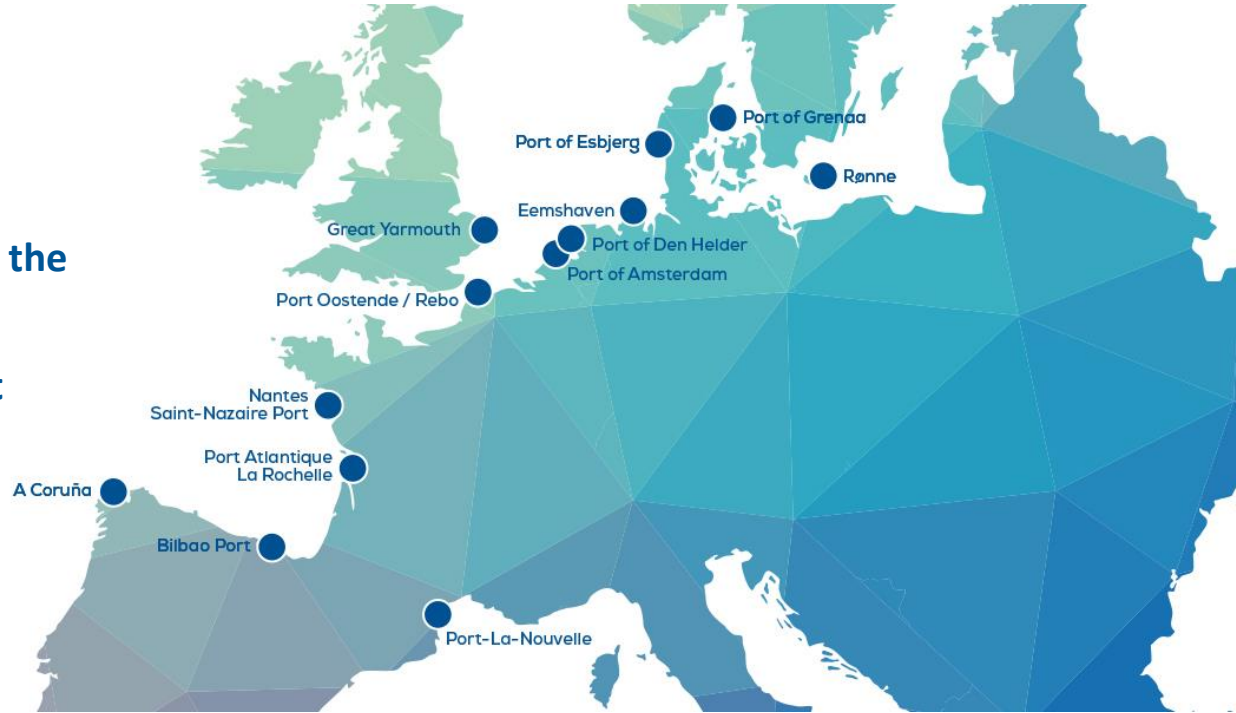 Port of Grenaa
Port of Esbjerg
Rønne
Eemshaven
Great Yarmouth
Port of Den Helder
the
Port of Amsterdam
Port Oostende / Rebo
Nantes
Saint-Nazaire Port
Port Atlantique
La Rochelle
A Coruña
Bilbao Port
Port-La-Nouvelle